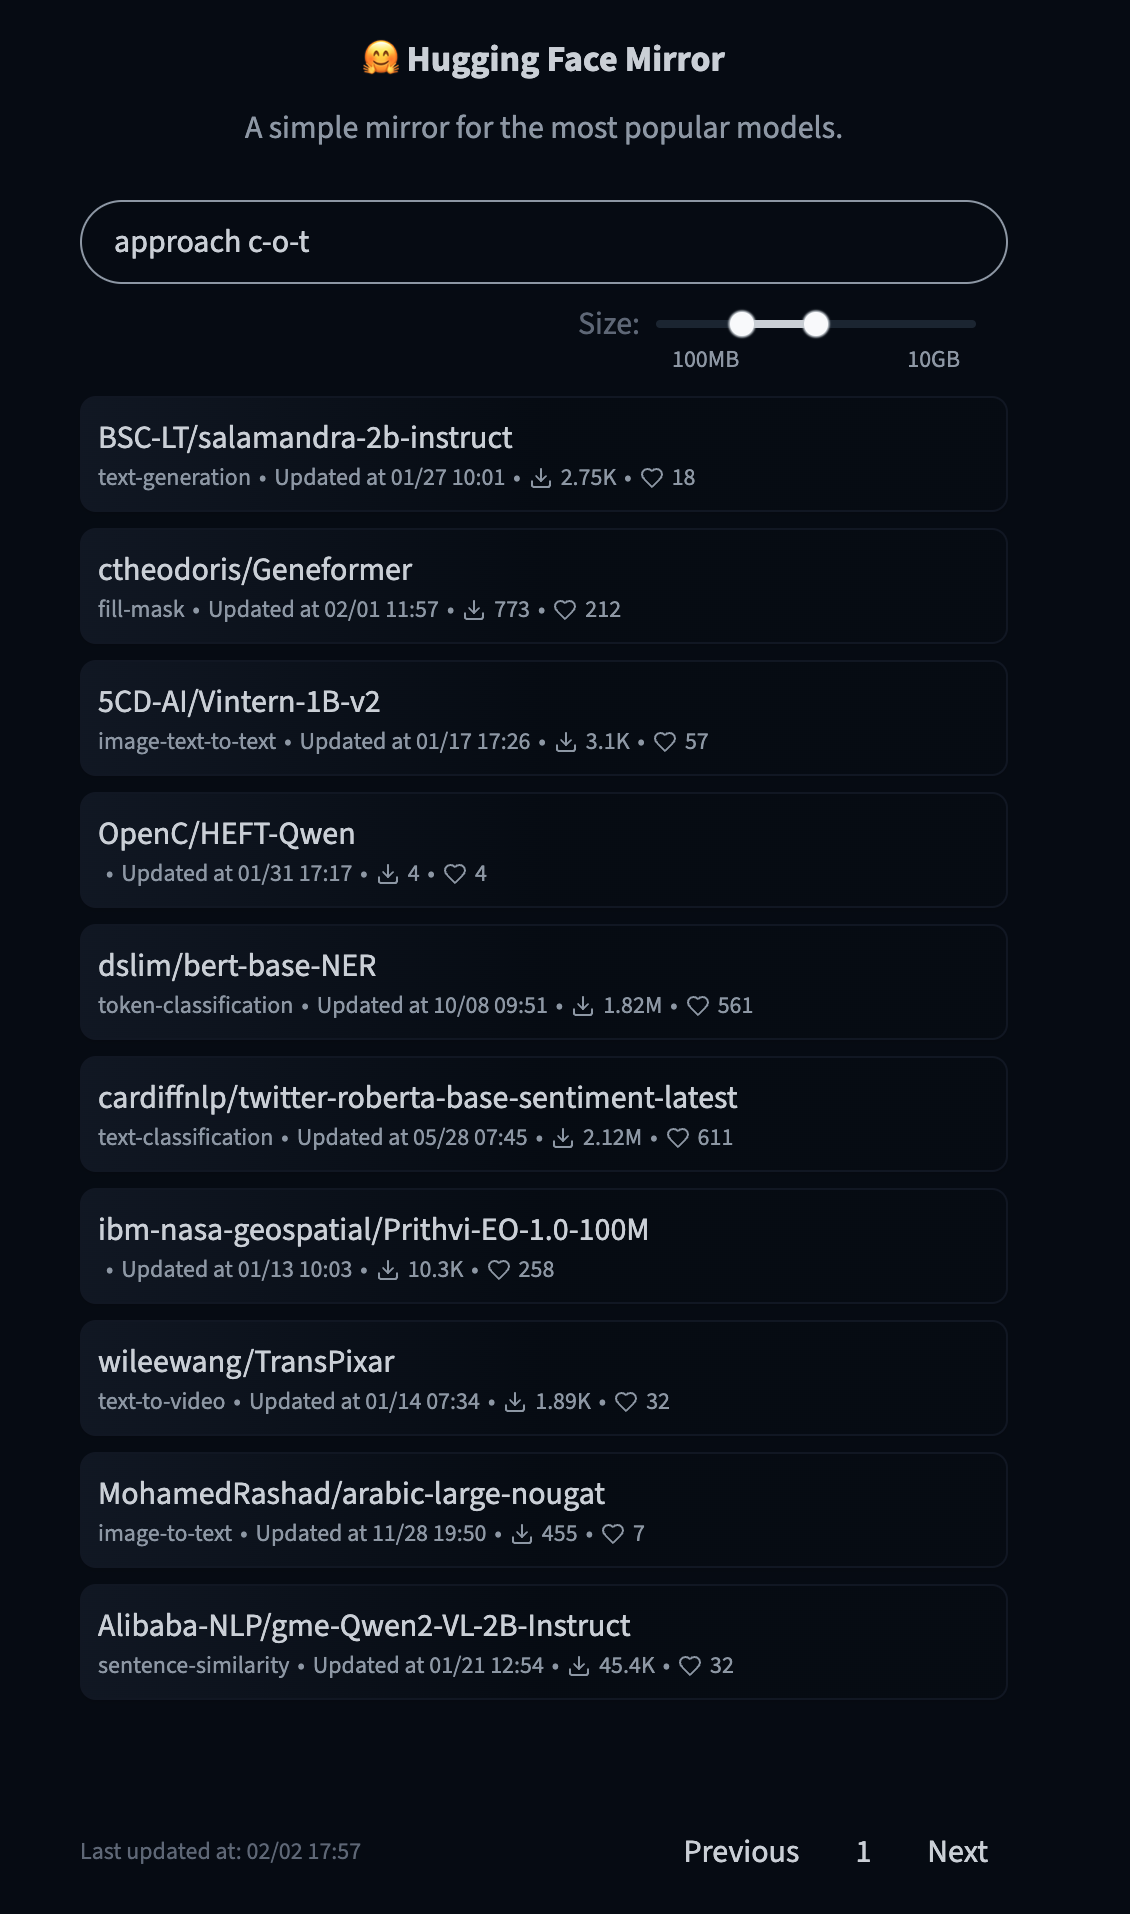 🤗 Hugging Face Mirror
A simple mirror for the most popular models.
approach c-o-t
Size:
100MB 10GB
BSC-LT/salamandra-2b-instruct
text-generation • Updated at 01/27 10:01 • 2.75K • 18
ctheodoris/Geneformer
fill-mask • Updated at 02/01 11:57 • 773 • 212
5CD-AI/Vintern-1B-v2
image-text-to-text • Updated at 01/17 17:26 • 3.1K • 57
OpenC/HEFT-Qwen
• Updated at 01/31 17:17 • 4 • 4
dslim/bert-base-NER
token-classification • Updated at 10/08 09:51 • 1.82M • 561
cardiffnlp/twitter-roberta-base-sentiment-latest
text-classification • Updated at 05/28 07:45 • 2.12M • 611
ibm-nasa-geospatial/Prithvi-EO-1.0-100M
• Updated at 01/13 10:03 • 10.3K • 258
wileewang/TransPixar
text-to-video • Updated at 01/14 07:34 • 1.89K • 32
MohamedRashad/arabic-large-nougat
image-to-text • Updated at 11/28 19:50 • 455 • 7
Alibaba-NLP/gme-Qwen2-VL-2B-Instruct
sentence-similarity • Updated at 01/21 12:54 • 45.4K • 32
Last updated at: 02/02 17:57 Previous 1 Next